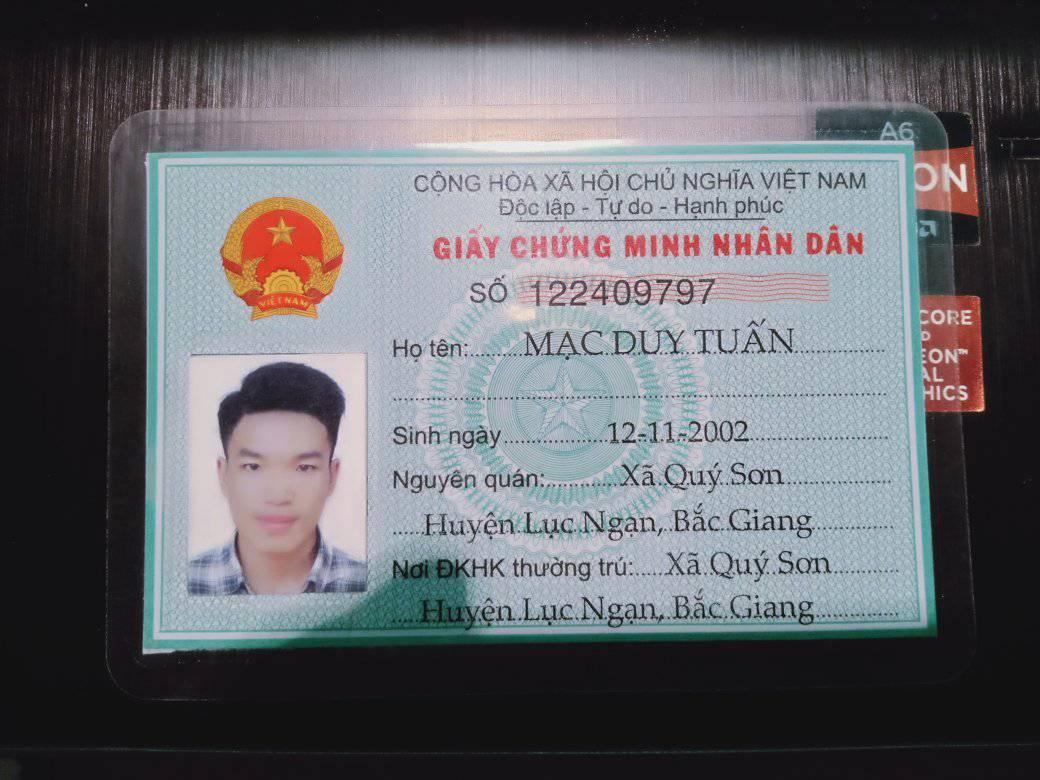 A6
ON
CỘNG HÒA XÃ HỘI CHỦ NGHĨA VIỆT NAM
Độc lập - Tự do - Hạnh phúc
GIẤY CHỨNG MINH NHÂN DÂN
VIỆT NAM
SỐ 122409797
Họ tên: MẠC DUY TUẤN
Sinh ngày 12-11-2002
Nguyên quán: Xã Quý Sơn
Huyện Lục Ngạn, Bắc Giang
Nơi ĐKHK thường trú: Xã Quý Sơn
Huyện Lục Ngạn, Bắc Giang
CORE
EON™
AL
HICS